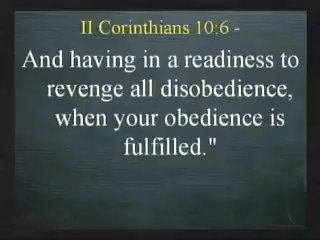 II Corinthians 10:6 -
And having in a readiness to
revenge all disobedience,
when your obedience is
fulfilled."